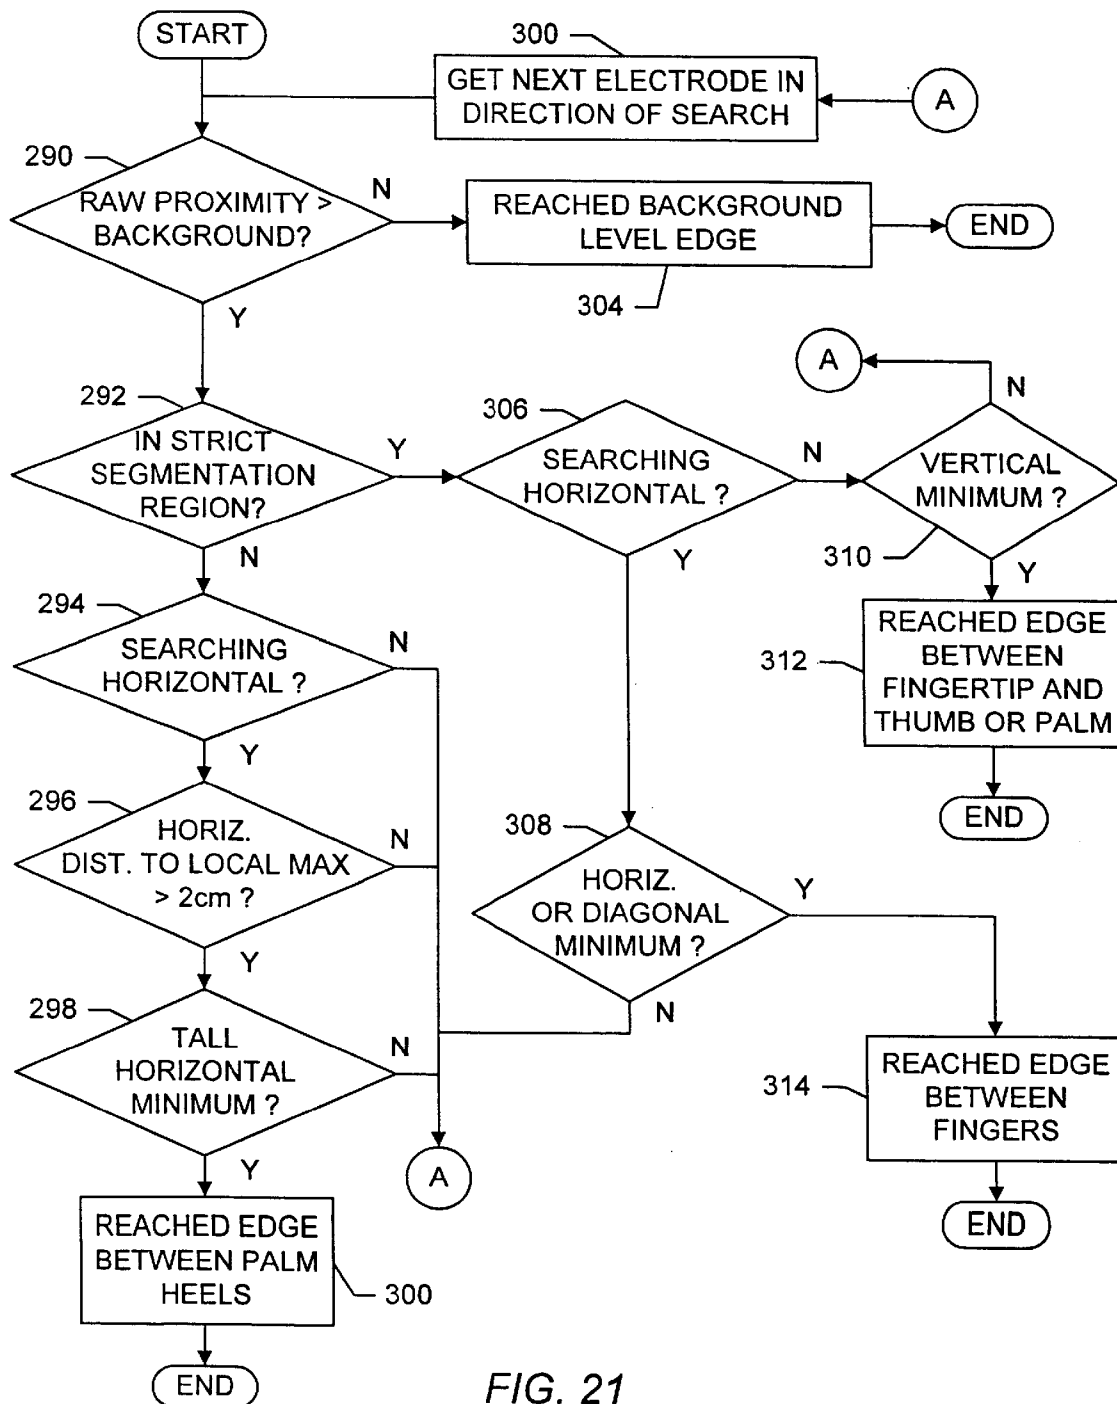 START
300
GET NEXT ELECTRODE IN
DIRECTION OF SEARCH
A
290
RAW PROXIMITY >
BACKGROUND?
N
REACHED BACKGROUND
LEVEL EDGE
END
304
Y
A
N
292
IN STRICT
SEGMENTATION
REGION?
Y
306
SEARCHING
HORIZONTAL ?
N
VERTICAL
MINIMUM ?
310
Y
N
Y
294
SEARCHING
HORIZONTAL ?
N
312
REACHED EDGE
BETWEEN
FINGERTIP AND
THUMB OR PALM
END
Y
296
HORIZ.
DIST. TO LOCAL MAX
> 2cm ?
N
308
HORIZ.
OR DIAGONAL
MINIMUM ?
Y
N
Y
298
TALL
HORIZONTAL
MINIMUM ?
N
314
REACHED EDGE
BETWEEN
FINGERS
END
Y
A
REACHED EDGE
BETWEEN PALM
HEELS
300
END
FIG. 21